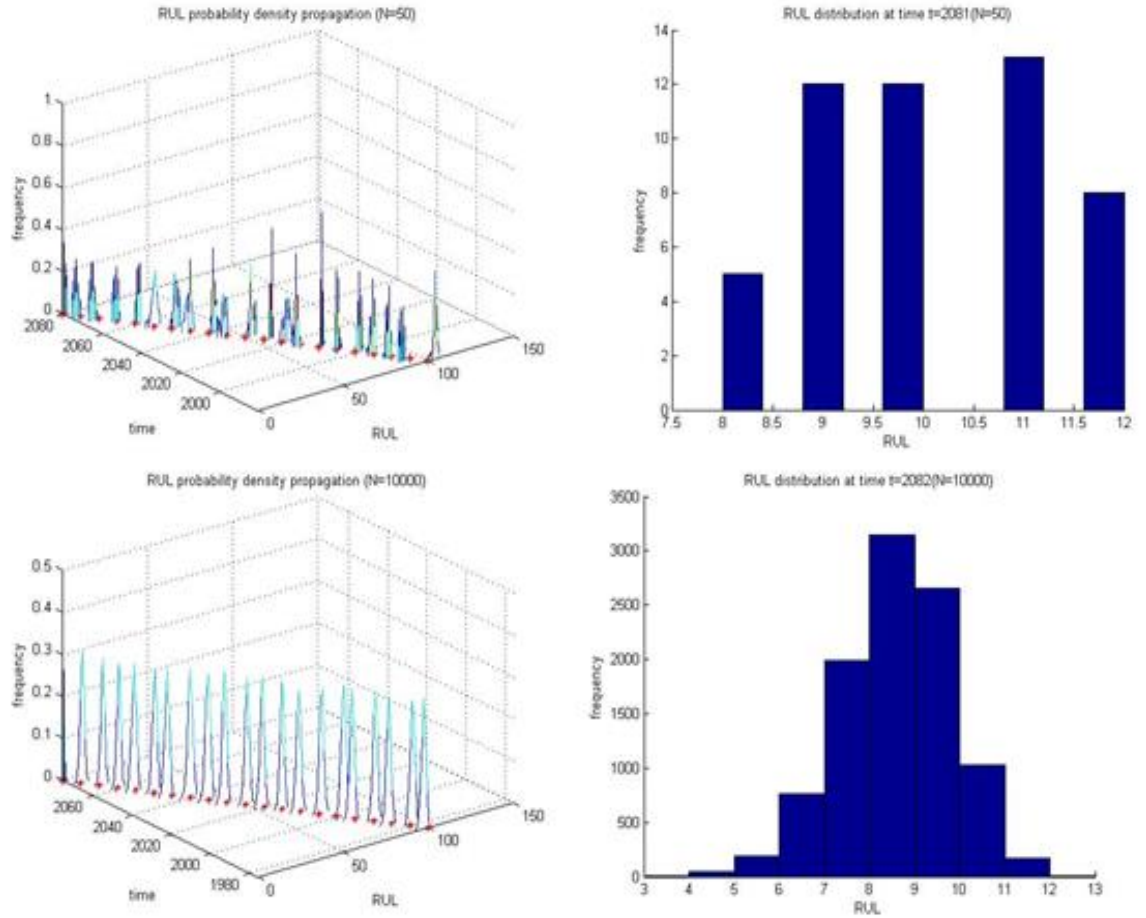 RUL probability density propagation (N=50)
1
0.8
0.6
0.4
0.2
0
frequency
2080
2060
2040
2020
2000
time
0
50
100
150
RUL
RUL distribution at time t=2081(N=50)
14
12
10
8
6
4
2
0
frequency
7.5 8 8.5 9 9.5 10 10.5 11 11.5 12
RUL
RUL probability density propagation (N=10000)
0.5
0.4
0.3
0.2
0.1
0
frequency
2060
2040
2020
2000
1980
time
0
50
100
150
RUL
RUL distribution at time t=2082(N=10000)
3500
3000
2500
2000
1500
1000
500
0
frequency
3 4 5 6 7 8 9 10 11 12 13
RUL